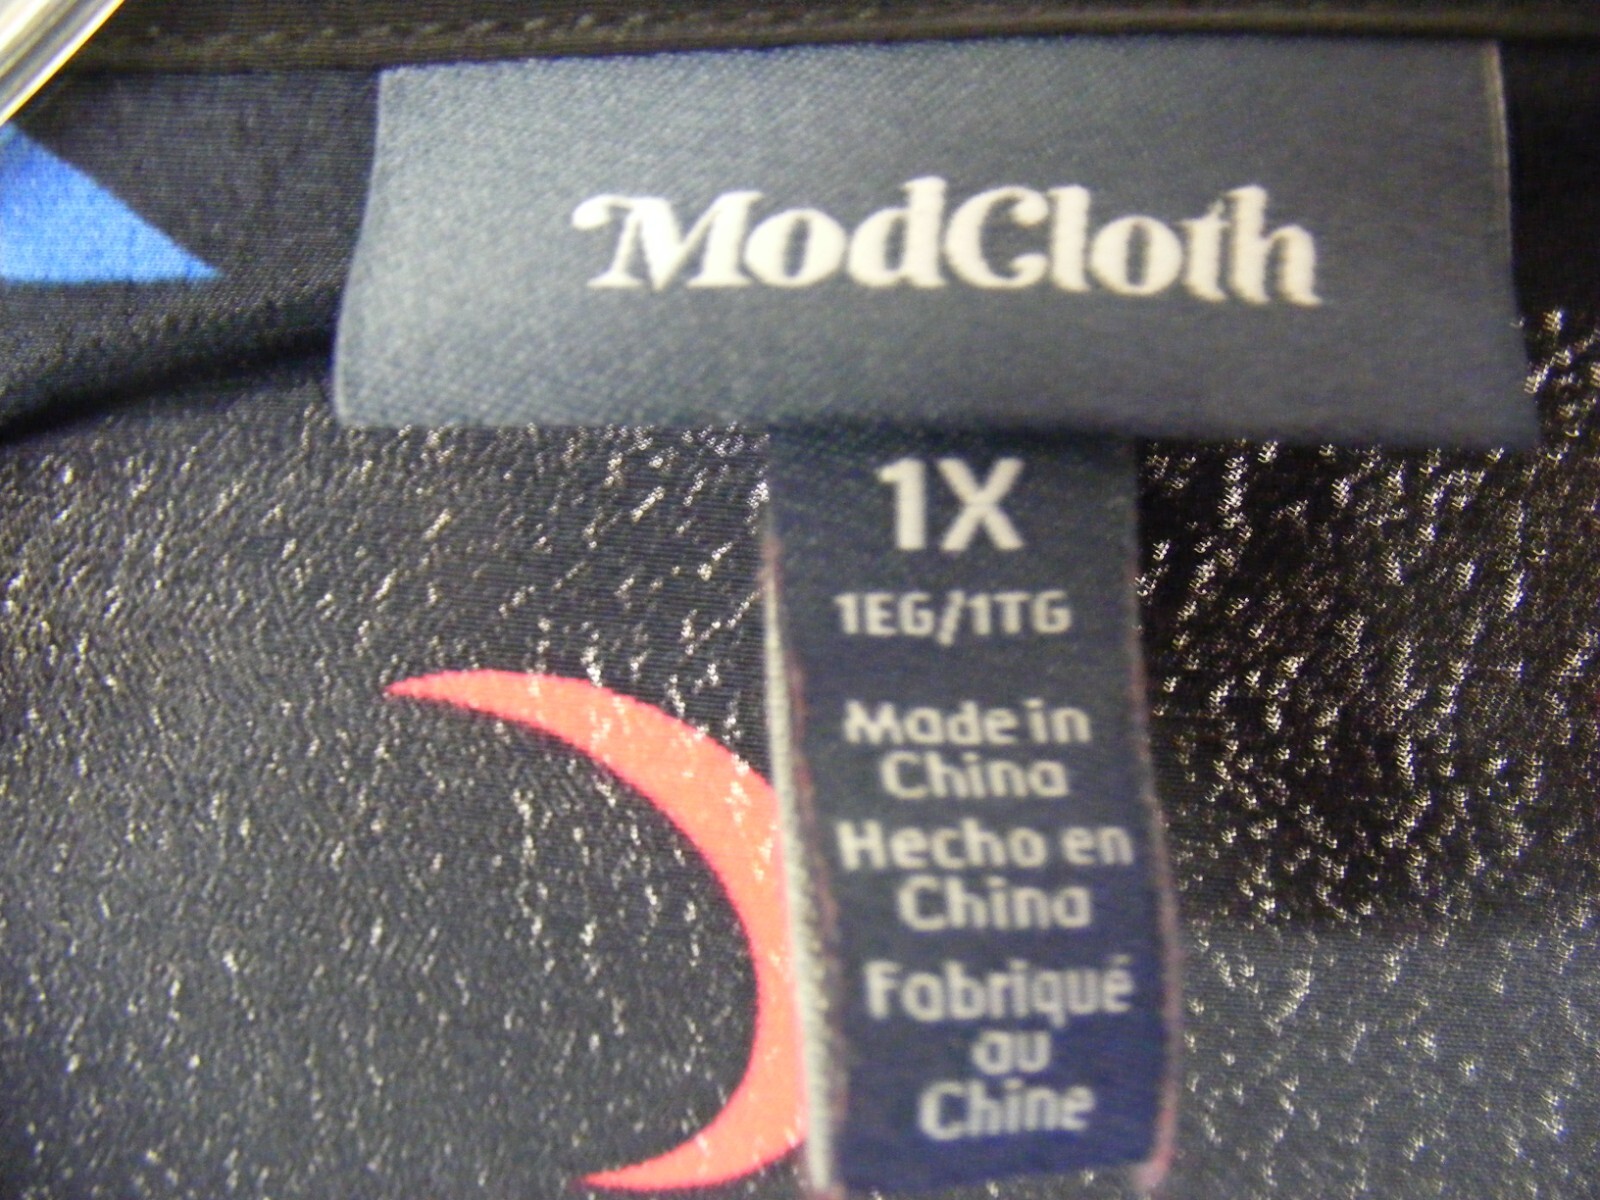 ModCloth
1X
1EG/1TG
Made in
China
Hecho en
China
Fabriqué
au
Chine